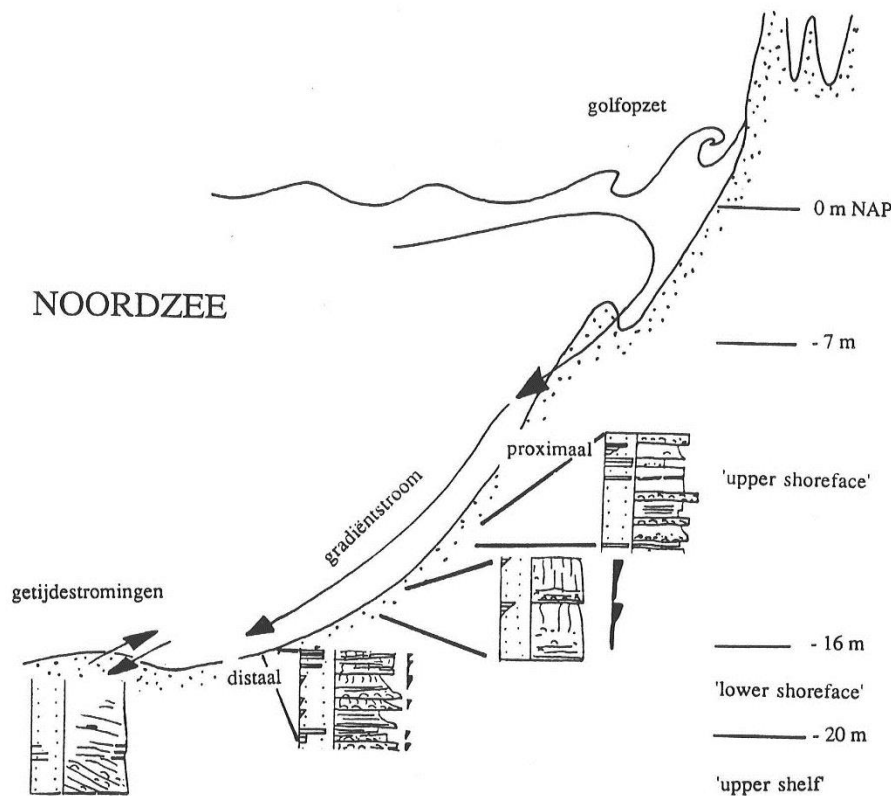 golfopzet
0 m NAP
NOORDZEE
- 7 m
proximaal
'upper shoreface'
gradiëntstroom
getijdestromingen
- 16 m
distaal
'lower shoreface'
- 20 m
'upper shelf'